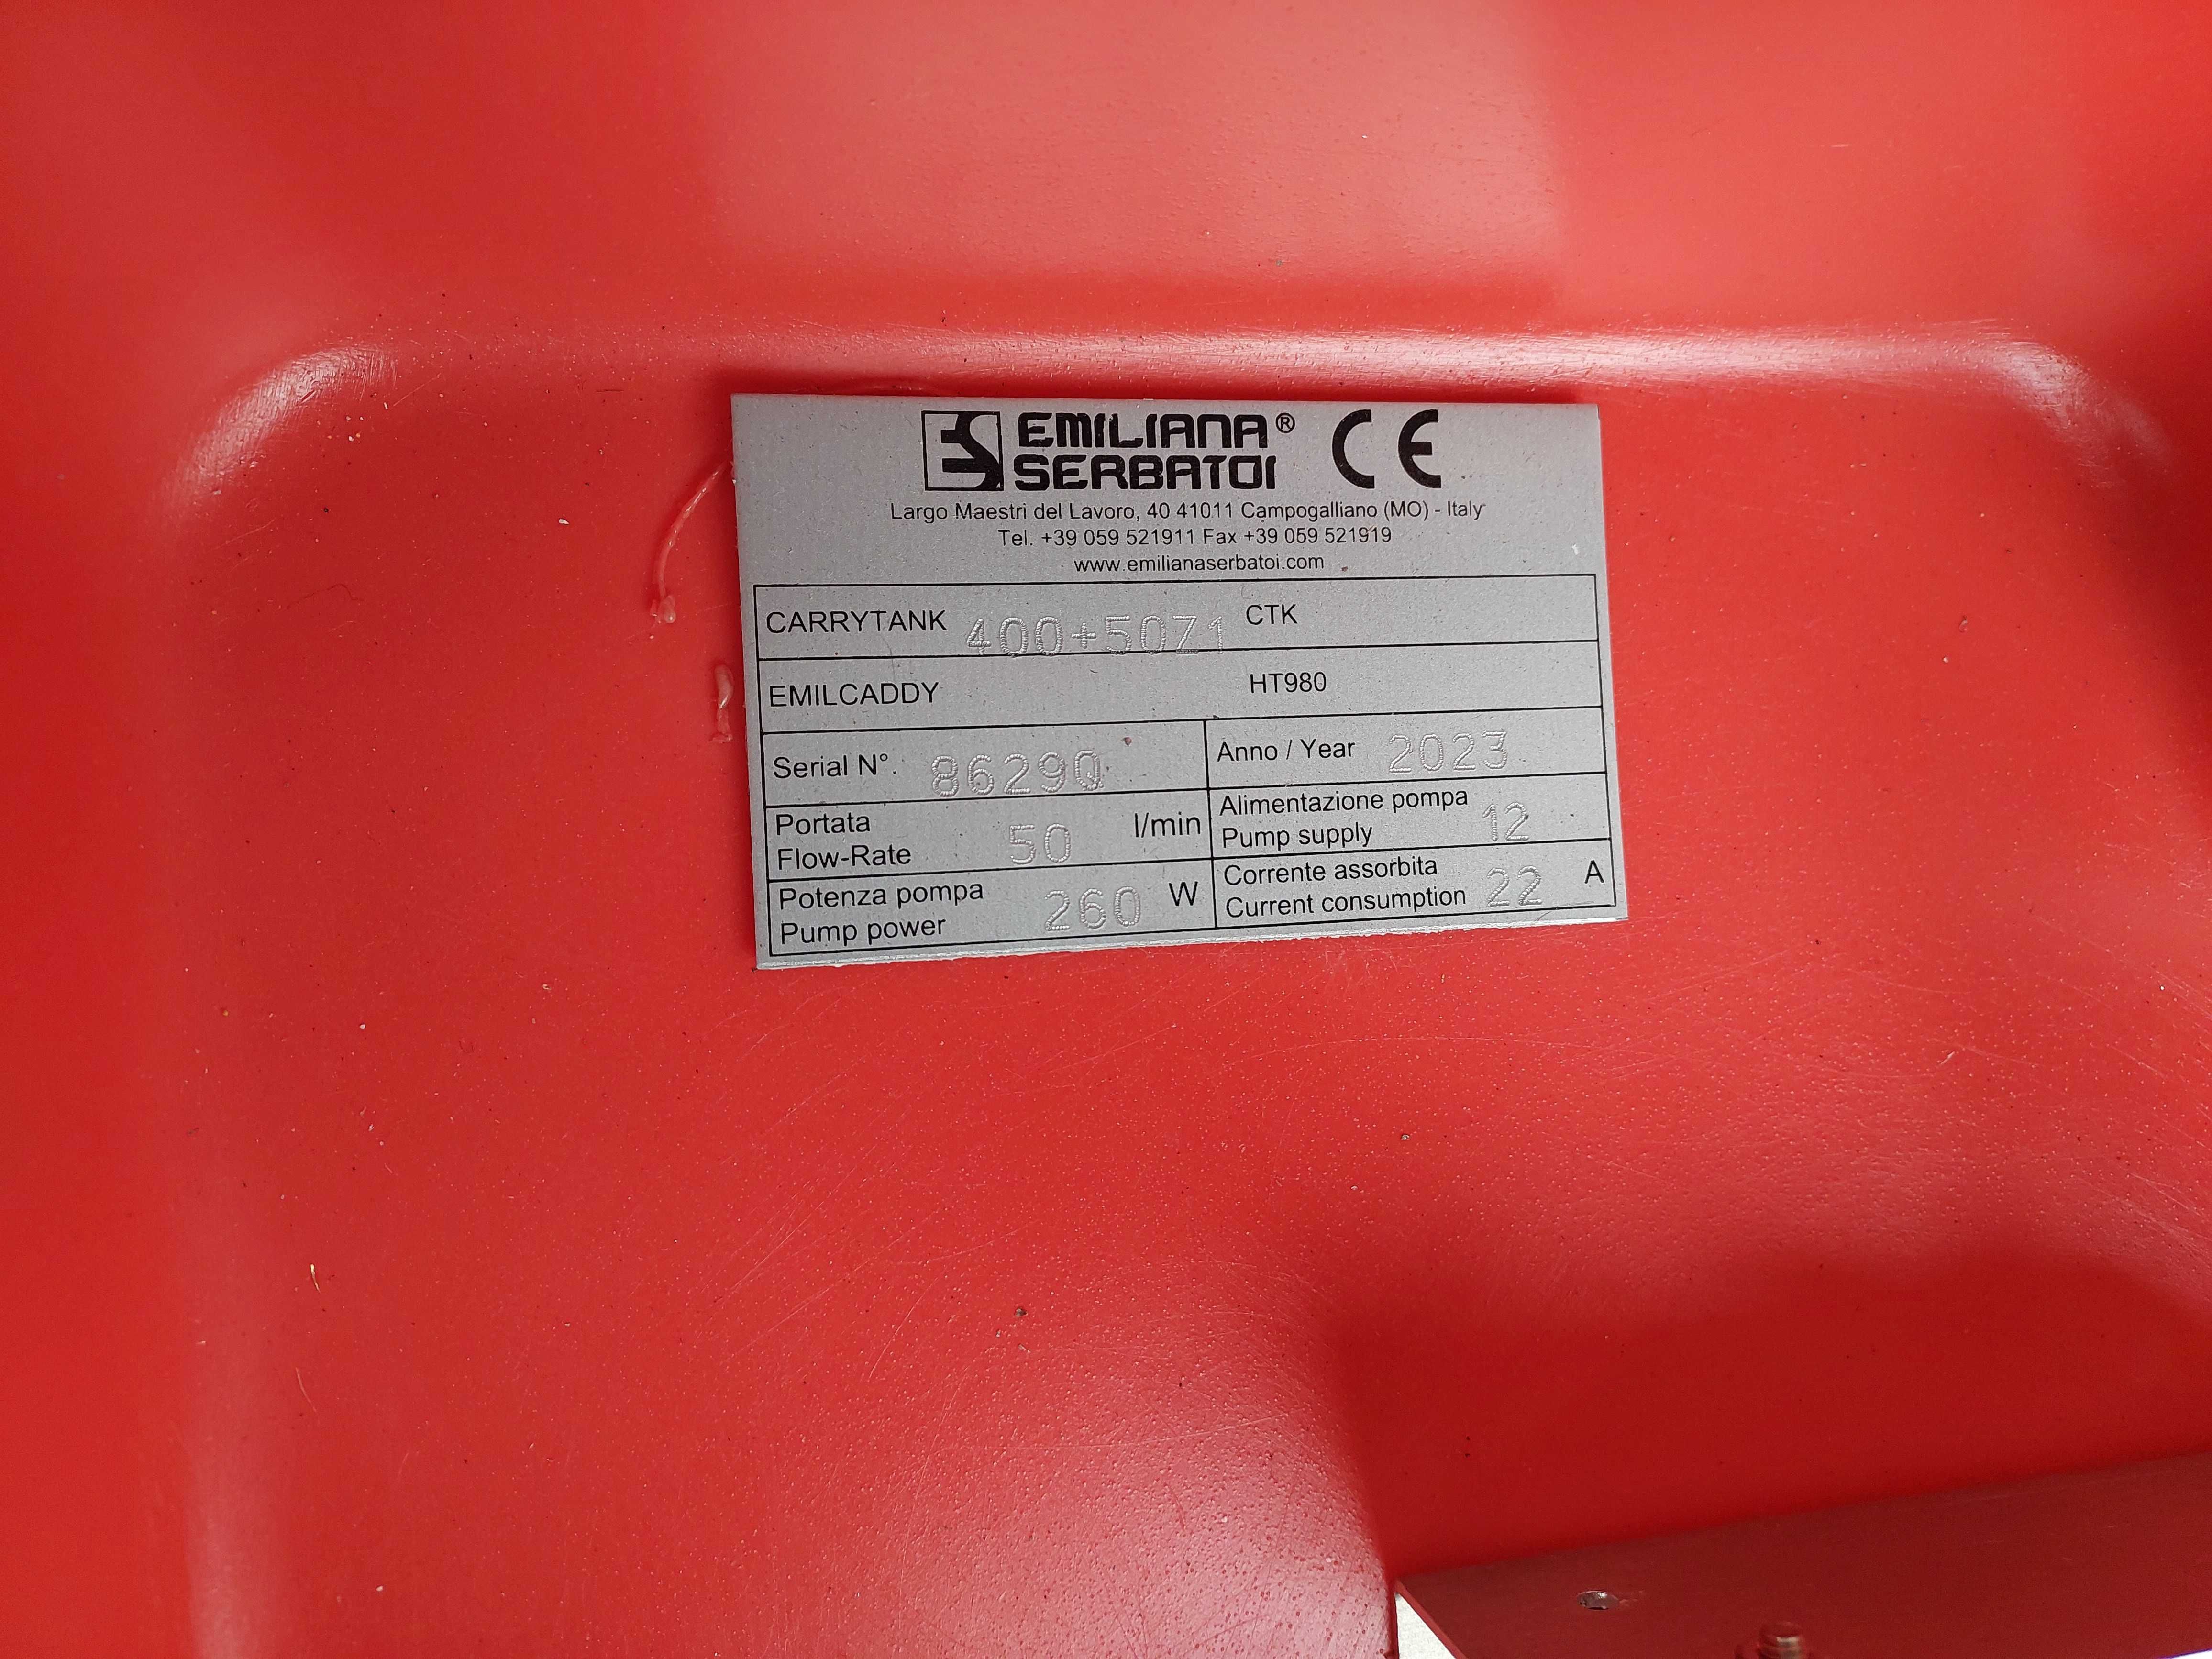 EMILIANA® CE
SERBATOI
Largo Maestri del Lavoro, 40 41011 Campogalliano (MO) - Italy
Tel. +39 059 521911 Fax +39 059 521919
www.emilianaserbatoi.com
CARRYTANK 400+50Z1 CTK
EMILCADDY HT980
Serial N°. 86290 Anno / Year 2023
Portata
Flow-Rate 50 l/min
Alimentazione pompa
Pump supply 12
Potenza pompa
Pump power 260 W
Corrente assorbita
Current consumption 22 A